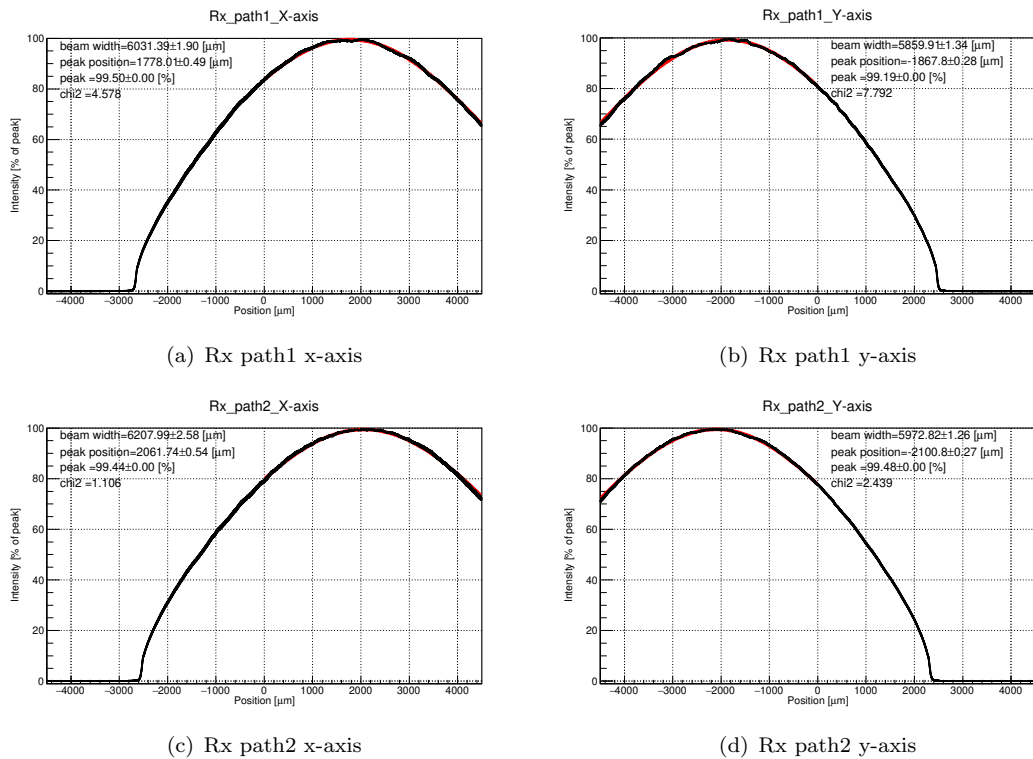 Rx_path1_X-axis
beam width=6031.39±1.90 [μm]
peak position=1778.01±0.49 [μm]
peak =99.50±0.00 [%]
chi2 =4.578
Intensity [% of peak]
100
80
60
40
20
0
−4000 −3000 −2000 −1000 0 1000 2000 3000 4000
Position [μm]
(a) Rx path1 x-axis
Rx_path1_Y-axis
beam width=5859.91±1.34 [μm]
peak position=-1867.8±0.28 [μm]
peak =99.19±0.00 [%]
chi2 =7.792
Intensity [% of peak]
100
80
60
40
20
0
−4000 −3000 −2000 −1000 0 1000 2000 3000 4000
Position [μm]
(b) Rx path1 y-axis
Rx_path2_X-axis
beam width=6207.99±2.58 [μm]
peak position=2061.74±0.54 [μm]
peak =99.44±0.00 [%]
chi2 =1.106
Intensity [% of peak]
100
80
60
40
20
0
−4000 −3000 −2000 −1000 0 1000 2000 3000 4000
Position [μm]
(c) Rx path2 x-axis
Rx_path2_Y-axis
beam width=5972.82±1.26 [μm]
peak position=-2100.8±0.27 [μm]
peak =99.48±0.00 [%]
chi2 =2.439
Intensity [% of peak]
100
80
60
40
20
0
−4000 −3000 −2000 −1000 0 1000 2000 3000 4000
Position [μm]
(d) Rx path2 y-axis